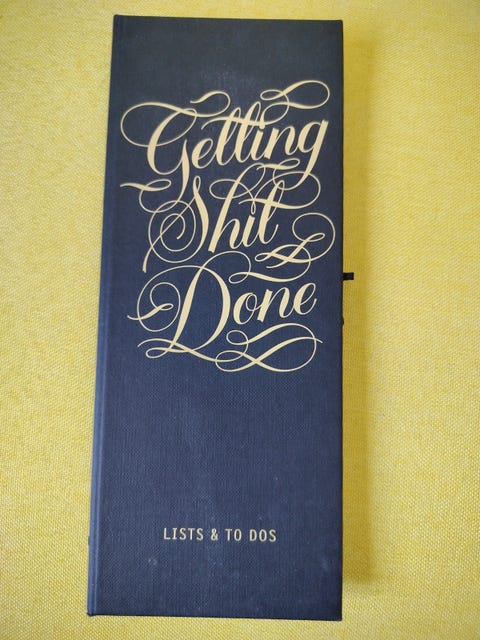 Getting
Shit
Done
LISTS & TO DOS